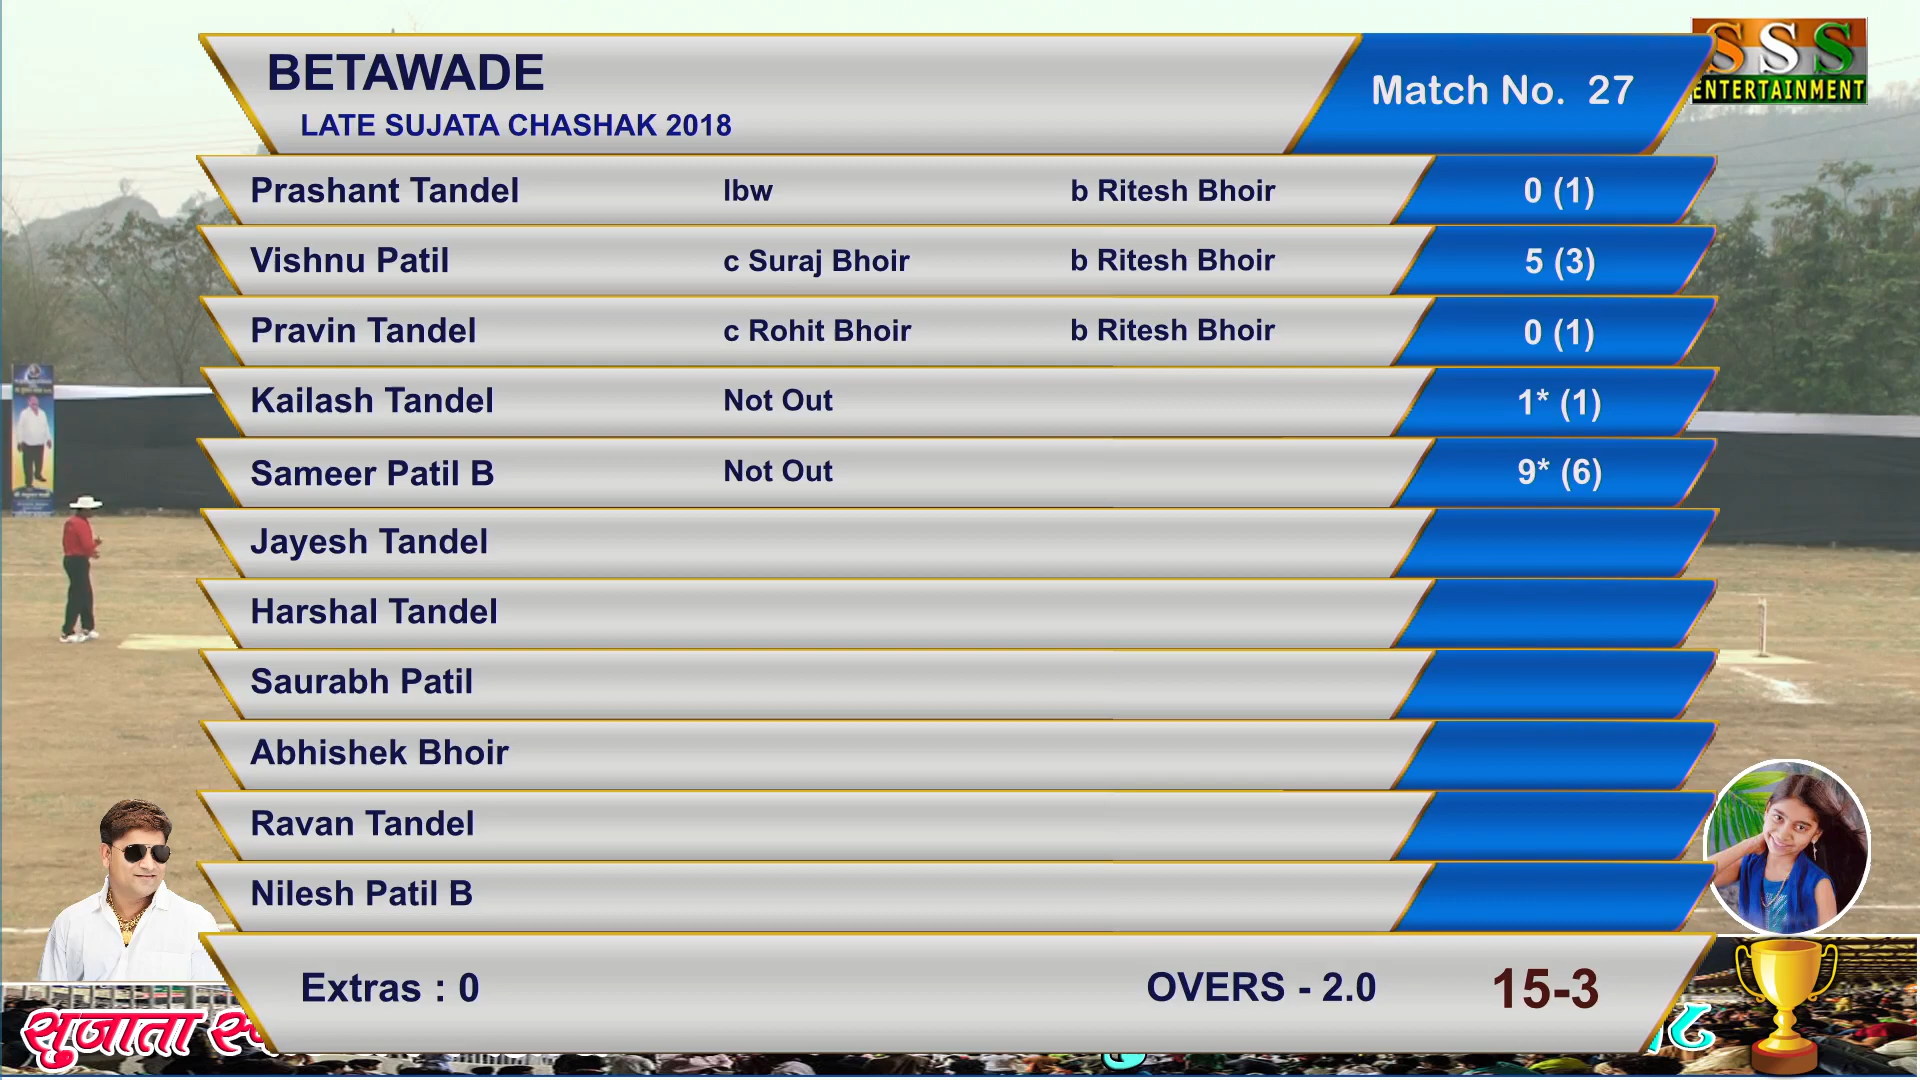 BETAWADE
LATE SUJATA CHASHAK 2018
Match No. 27
SSS
ENTERTAINMENT
Prashant Tandel lbw b Ritesh Bhoir 0 (1)
Vishnu Patil c Suraj Bhoir b Ritesh Bhoir 5 (3)
Pravin Tandel c Rohit Bhoir b Ritesh Bhoir 0 (1)
Kailash Tandel Not Out 1* (1)
Sameer Patil B Not Out 9* (6)
Jayesh Tandel
Harshal Tandel
Saurabh Patil
Abhishek Bhoir
Ravan Tandel
Nilesh Patil B
Extras : 0 OVERS - 2.0 15-3
सुजाता